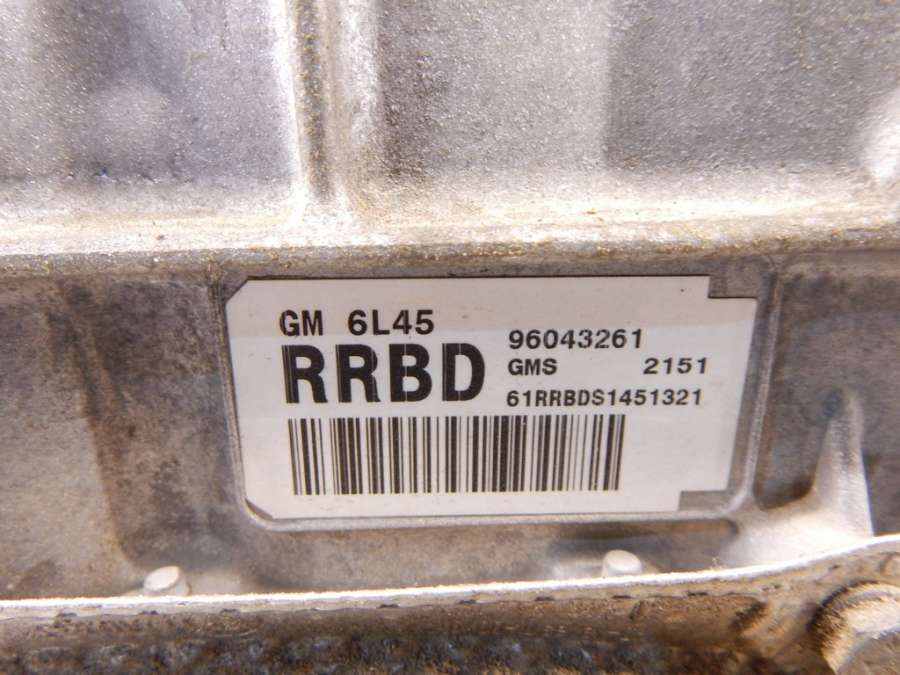 GM 6L45
RRBD
96043261
GMS 2151
61RRBDS1451321